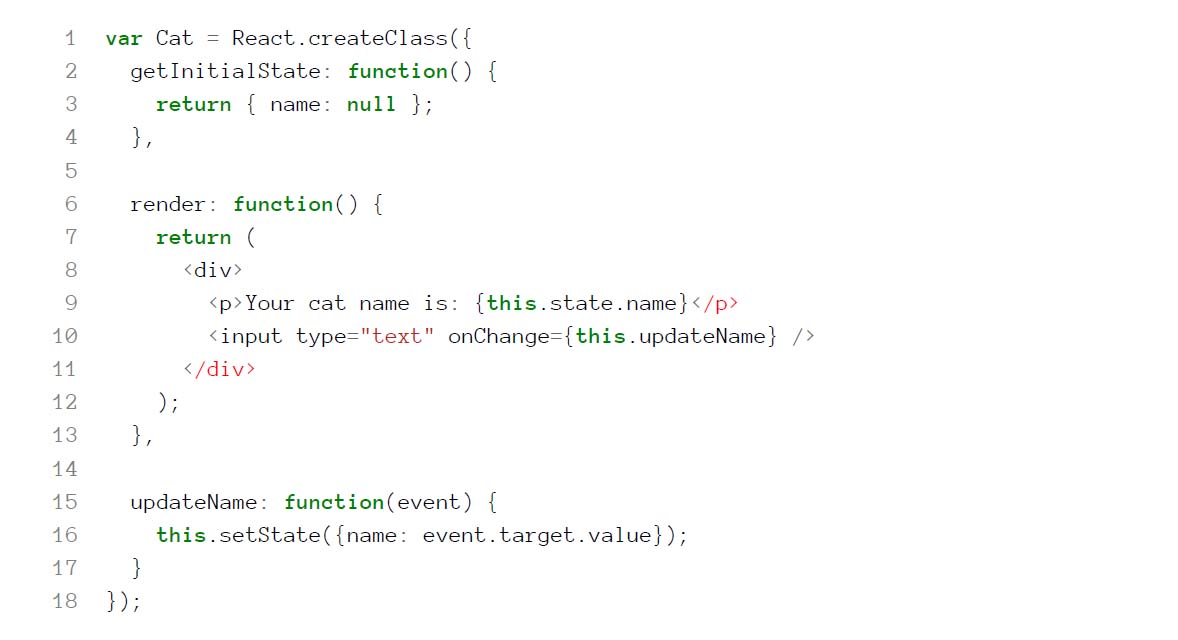 1 var Cat = React.createClass({
2   getInitialState: function() {
3     return { name: null };
4   },
5
6   render: function() {
7     return (
8       <div>
9         <p>Your cat name is: {this.state.name}</p>
10         <input type="text" onChange={this.updateName} />
11       </div>
12     );
13   },
14
15   updateName: function(event) {
16     this.setState({name: event.target.value});
17   }
18 });